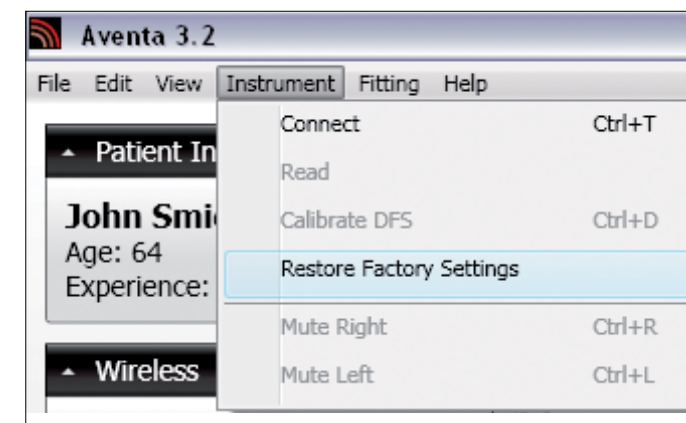 Aventa 3.2
File Edit View Instrument Fitting Help
Connect Ctrl+T
Patient In
Read
John Smi
Calibrate DFS Ctrl+D
Age: 64
Restore Factory Settings
Experience:
Mute Right Ctrl+R
Wireless
Mute Left Ctrl+L